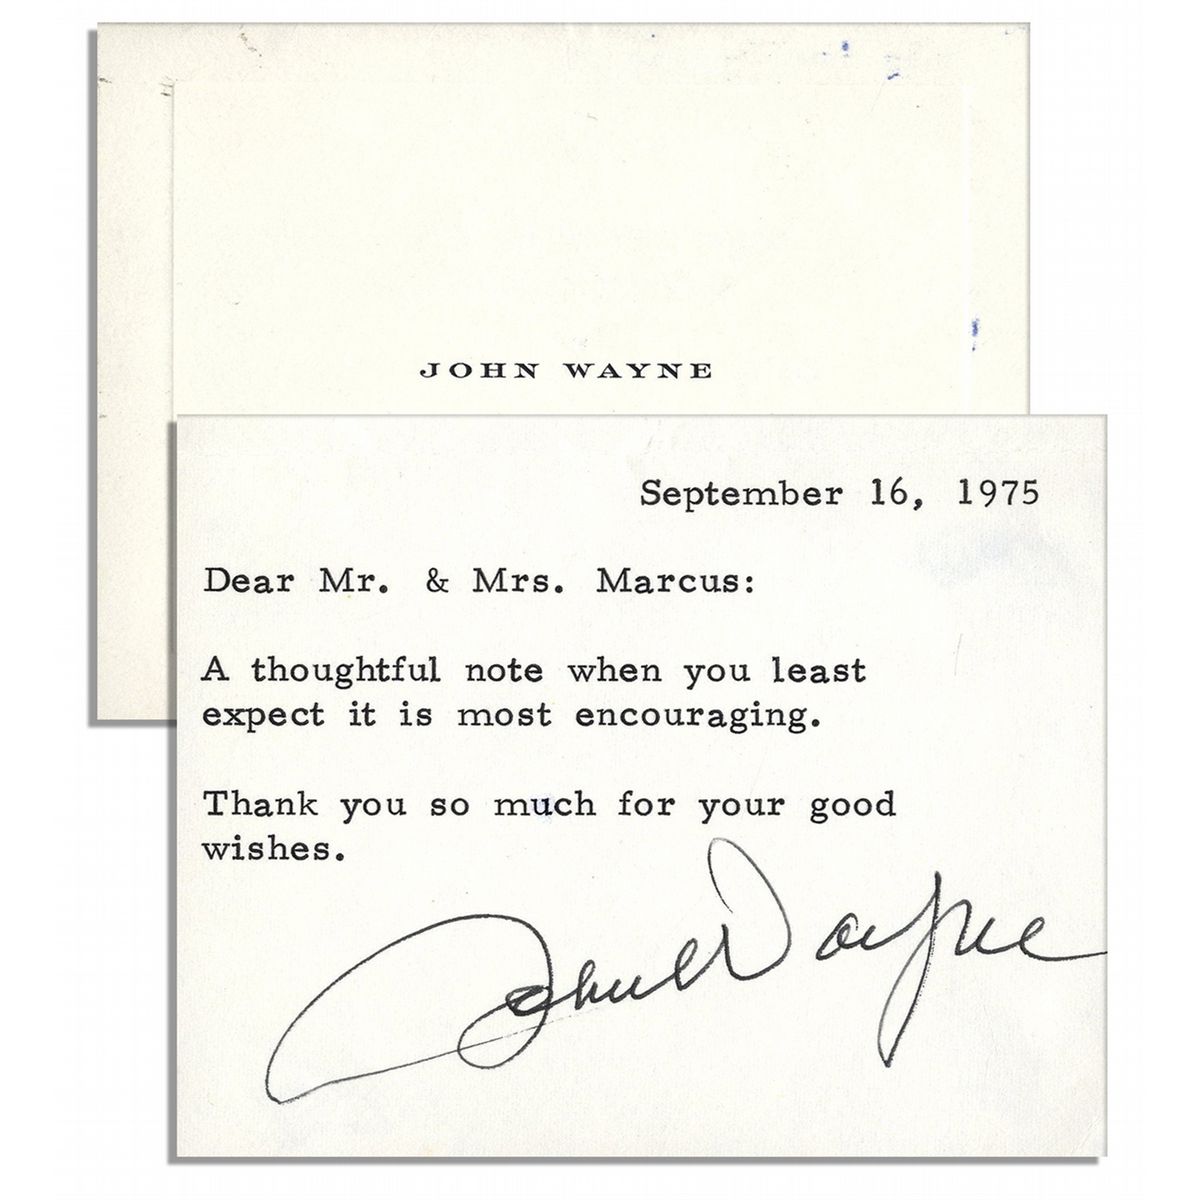 JOHN WAYNE
September 16, 1975
Dear Mr. & Mrs. Marcus:
A thoughtful note when you least
expect it is most encouraging.
Thank you so much for your good
wishes.
John Wayne